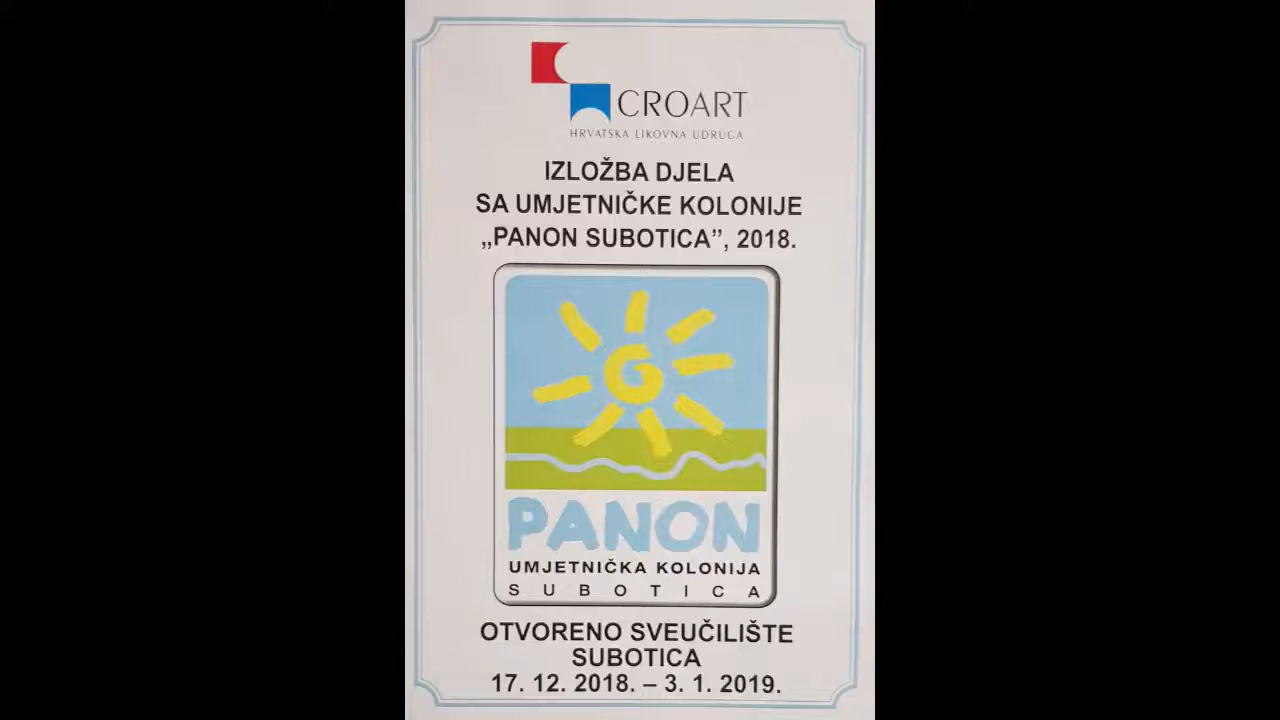 CROART
HRVATSKA LIKOVNA UDRUGA
IZLOŽBA DJELA
SA UMJETNIČKE KOLONIJE
„PANON SUBOTICA”, 2018.
PANON
UMJETNIČKA KOLONIJA
SUBOTICA
OTVORENO SVEUČILIŠTE
SUBOTICA
17. 12. 2018. – 3. 1. 2019.